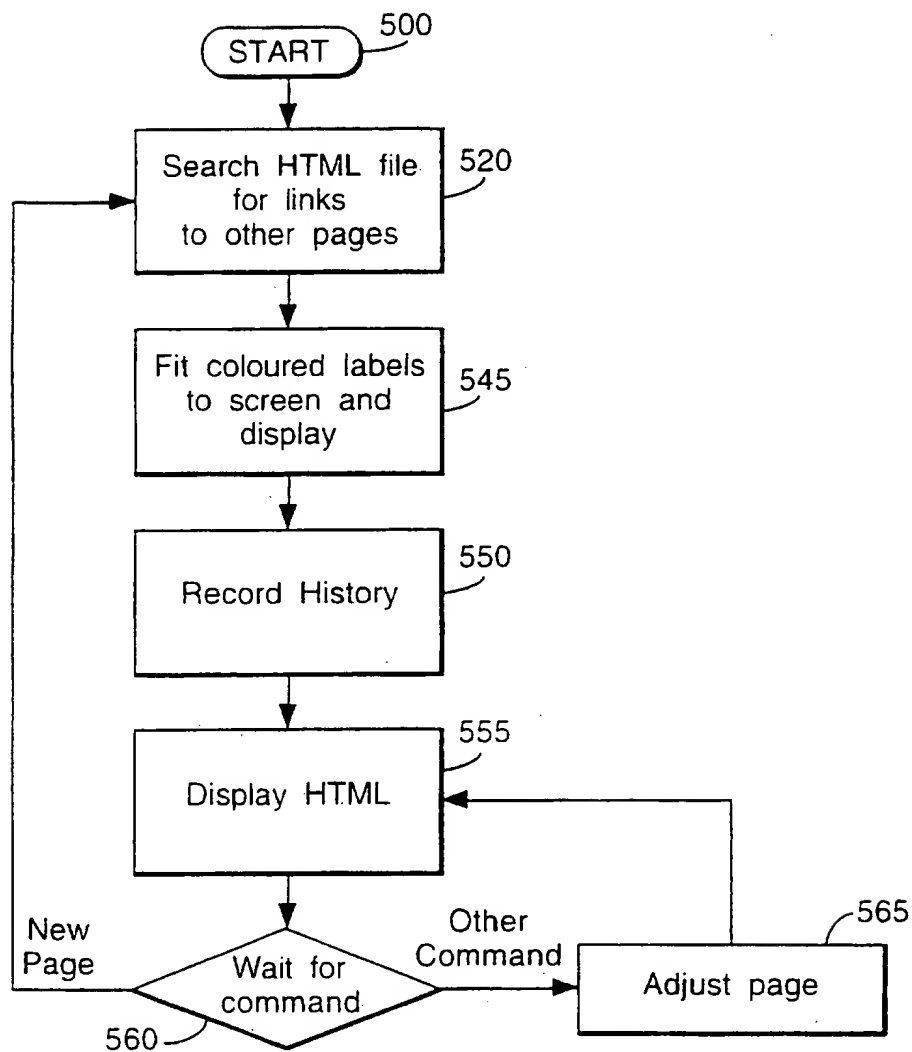 500
START
Search HTML file
for links
to other pages
520
Fit coloured labels
to screen and
display
545
Record History
550
555
Display HTML
New
Page
Wait for
command
560
Other
Command
565
Adjust page